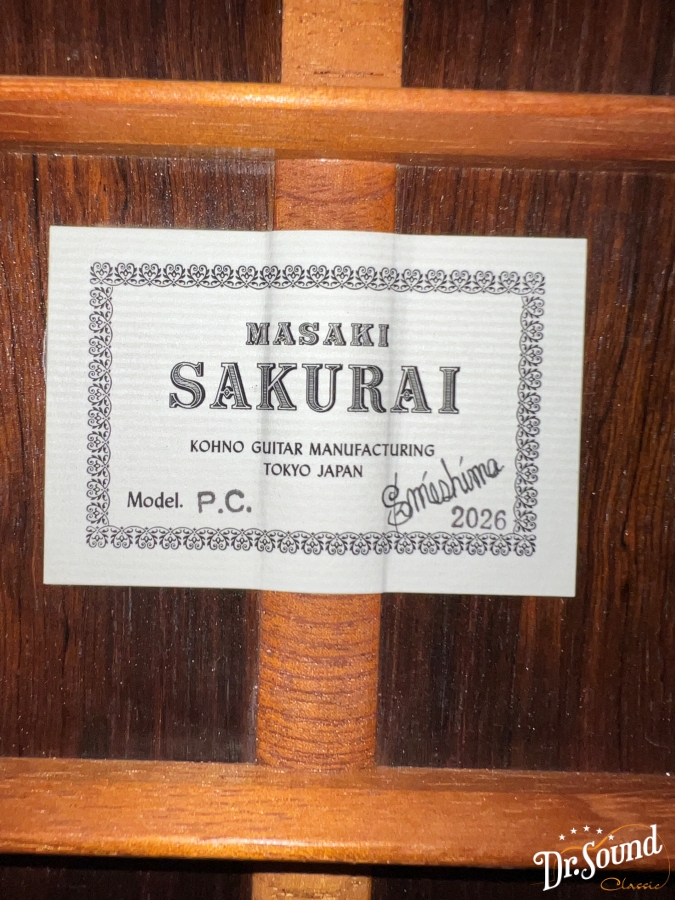 MASAKI
SAKURAI
KOHNO GUITAR MANUFACTURING
TOKYO JAPAN
Model. P.C.
2026
Dr. Sound
Classic